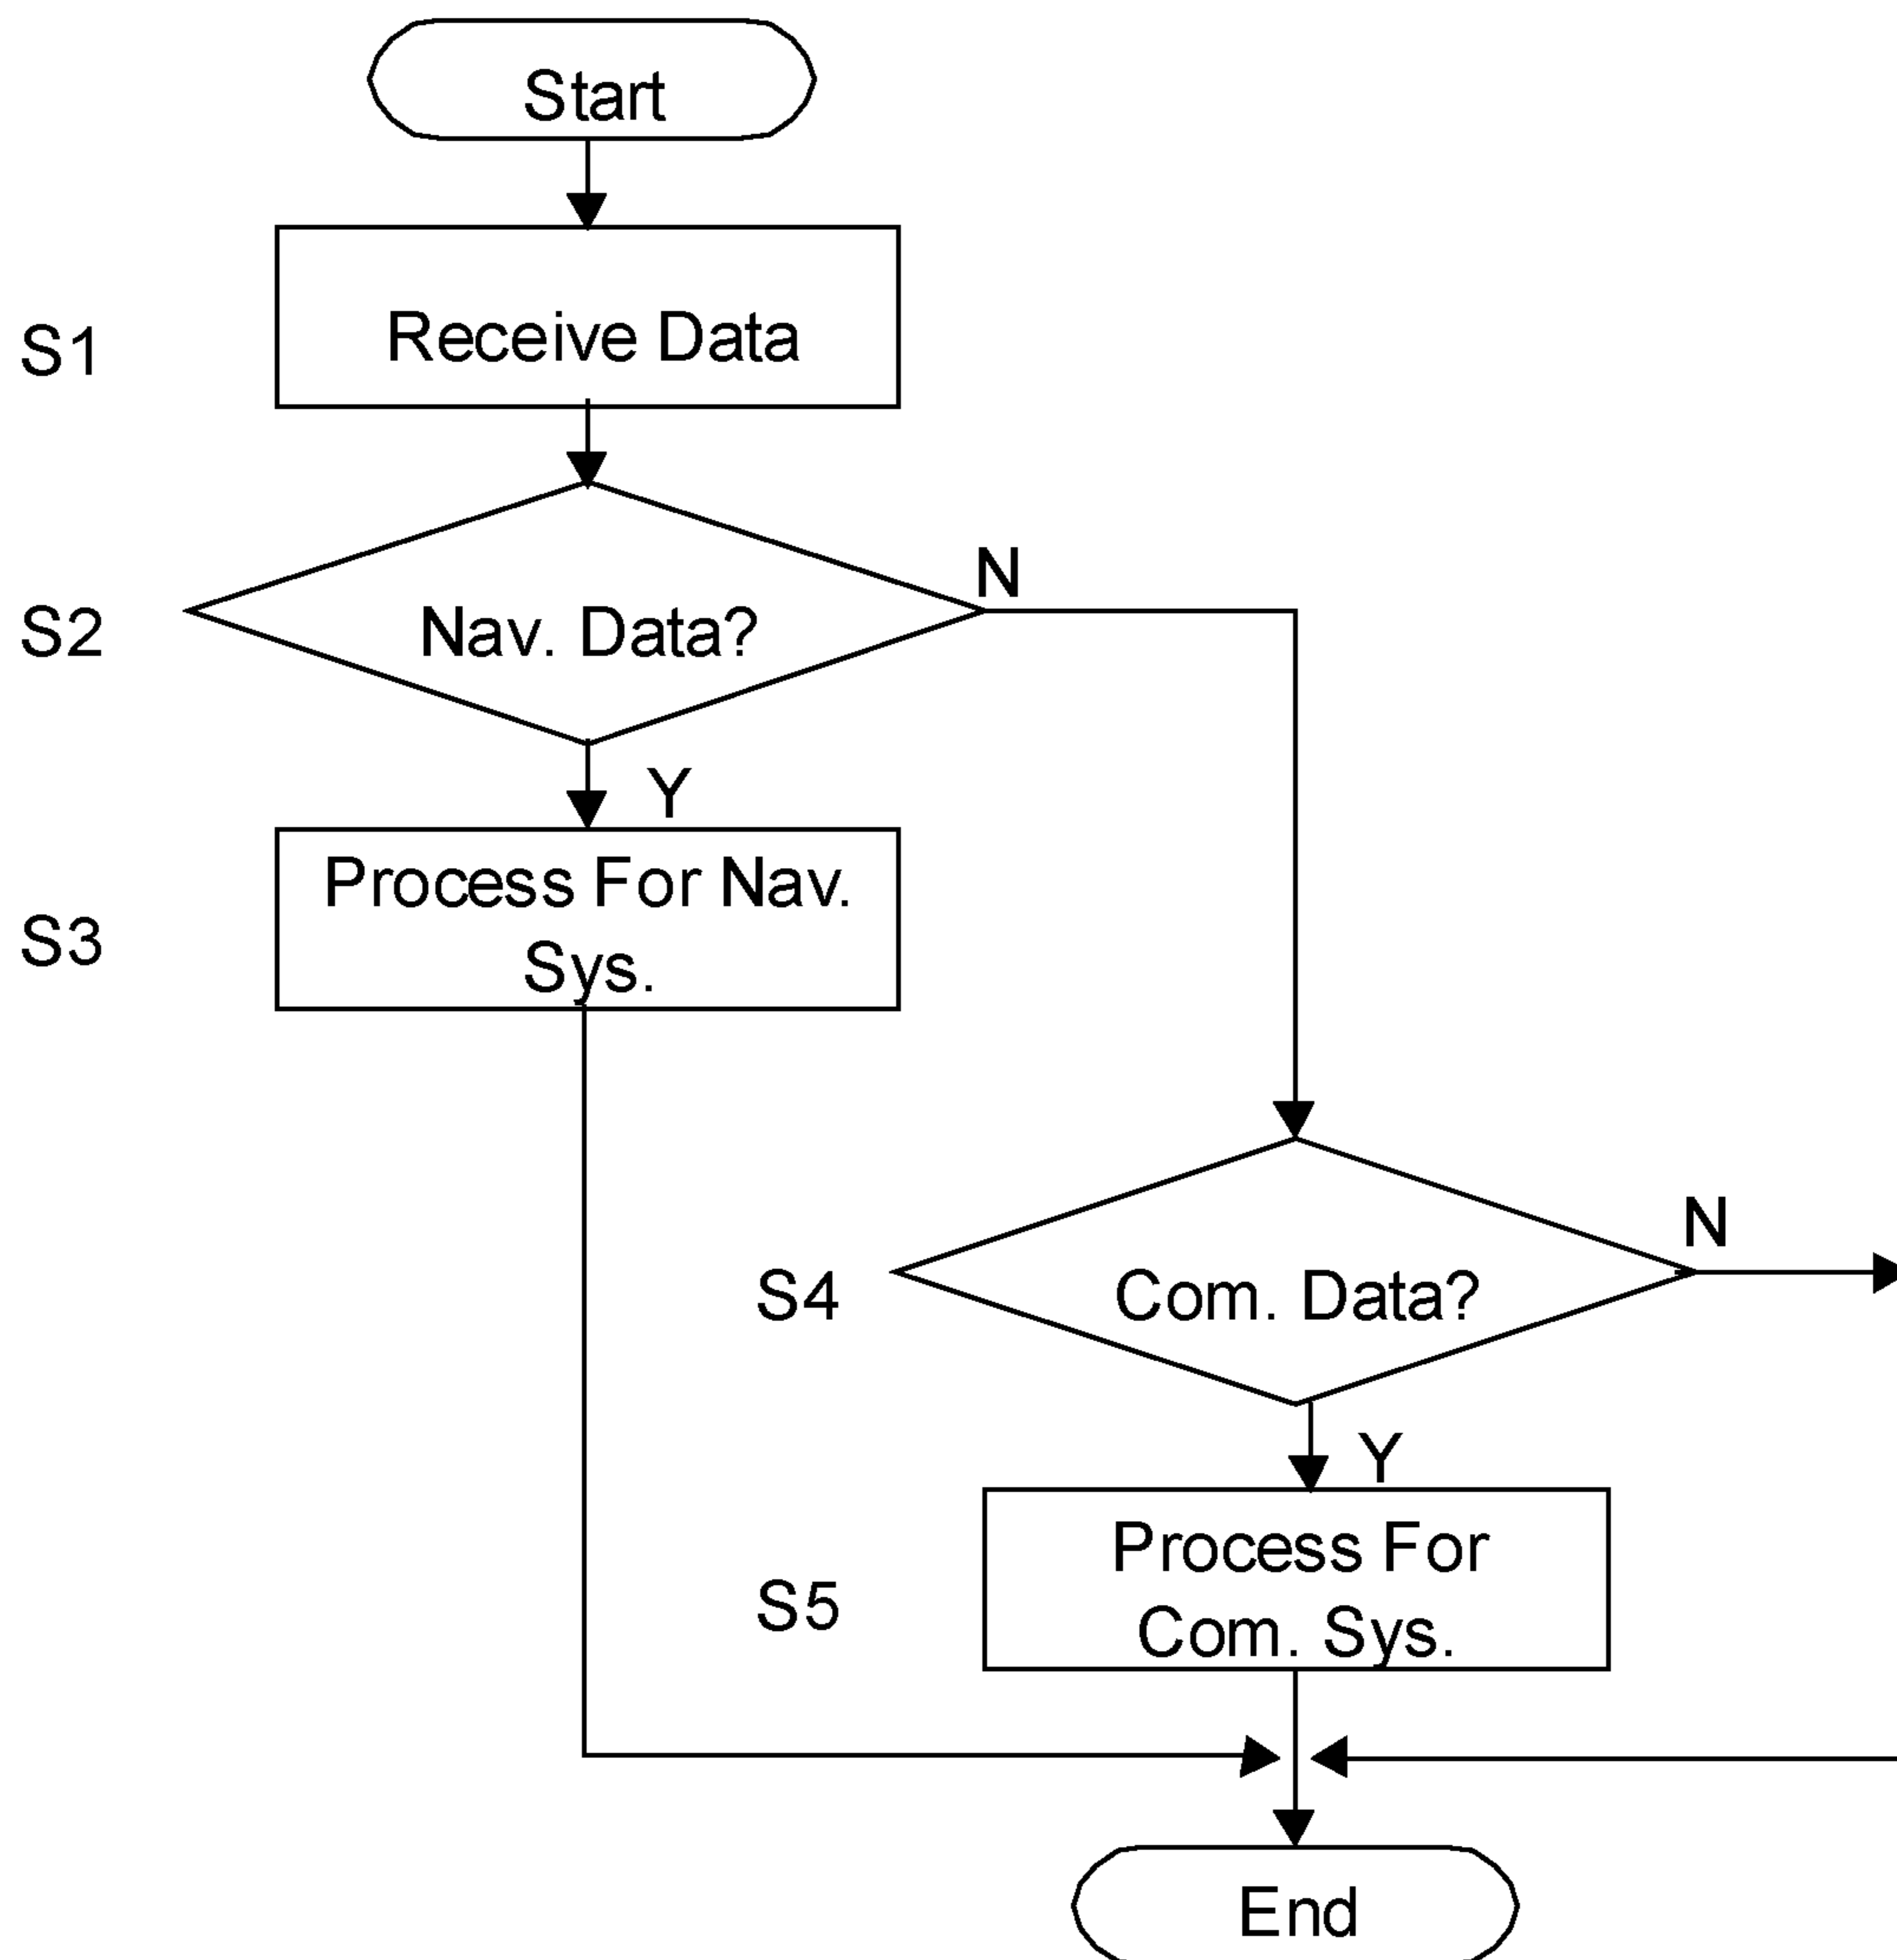 Start
S1
Receive Data
N
S2
Nav. Data?
Y
S3
Process For Nav.
Sys.
N
S4
Com. Data?
Y
S5
Process For
Com. Sys.
End